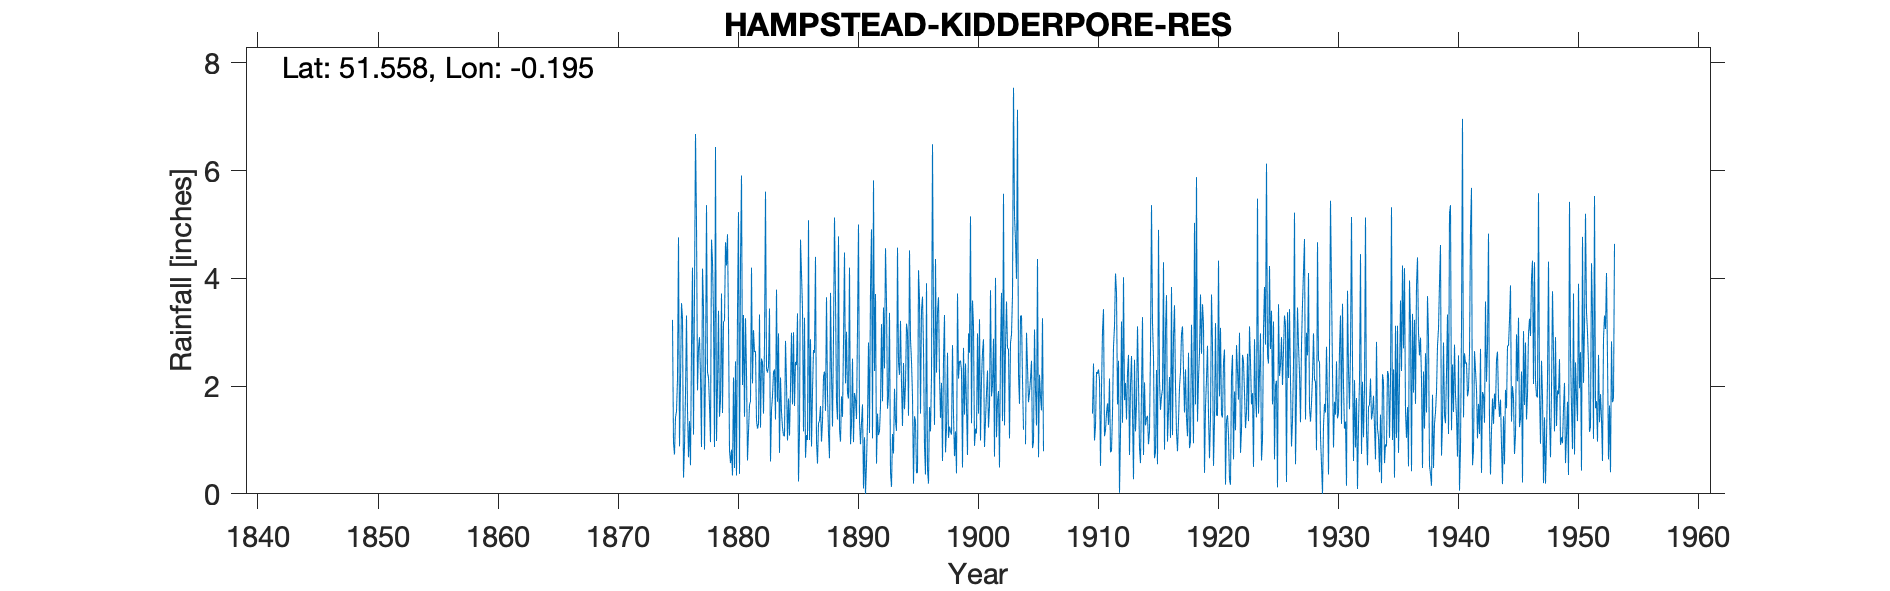 HAMPSTEAD-KIDDERPORE-RES
Lat: 51.558, Lon: -0.195
Rainfall [inches]
8
6
4
2
0
1840 1850 1860 1870 1880 1890 1900 1910 1920 1930 1940 1950 1960
Year